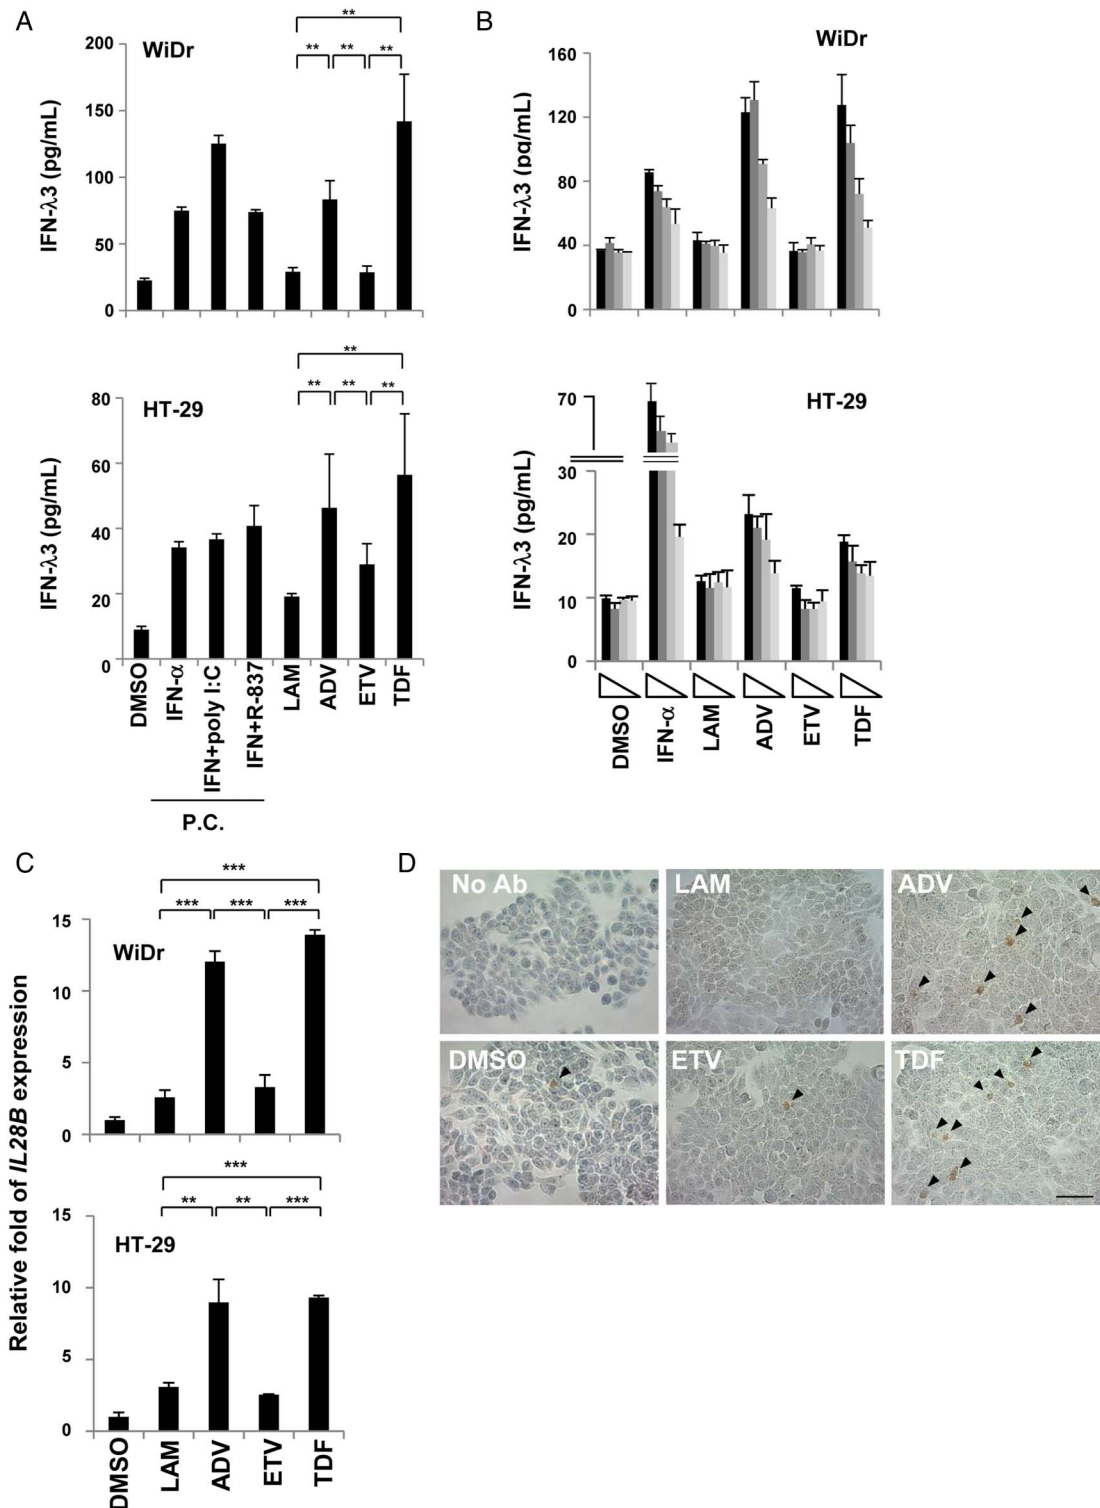 A
**
** ** **
200
WiDr
150
100
50
0
IFN-λ3 (pg/mL)
**
** ** **
80
HT-29
60
40
20
0
IFN-λ3 (pg/mL)
DMSO
IFN-α
IFN+poly I:C
IFN+R-837
LAM
ADV
ETV
TDF
P.C.
B
WiDr
160
120
80
40
0
IFN-λ3 (pg/mL)
HT-29
70
30
20
10
0
IFN-λ3 (pg/mL)
DMSO
IFN-α
LAM
ADV
ETV
TDF
C
***
*** *** ***
15
WiDr
10
5
0
Relative fold of IL28B expression
***
** ** ***
15
HT-29
10
5
0
DMSO
LAM
ADV
ETV
TDF
D
No Ab LAM ADV
DMSO ETV TDF